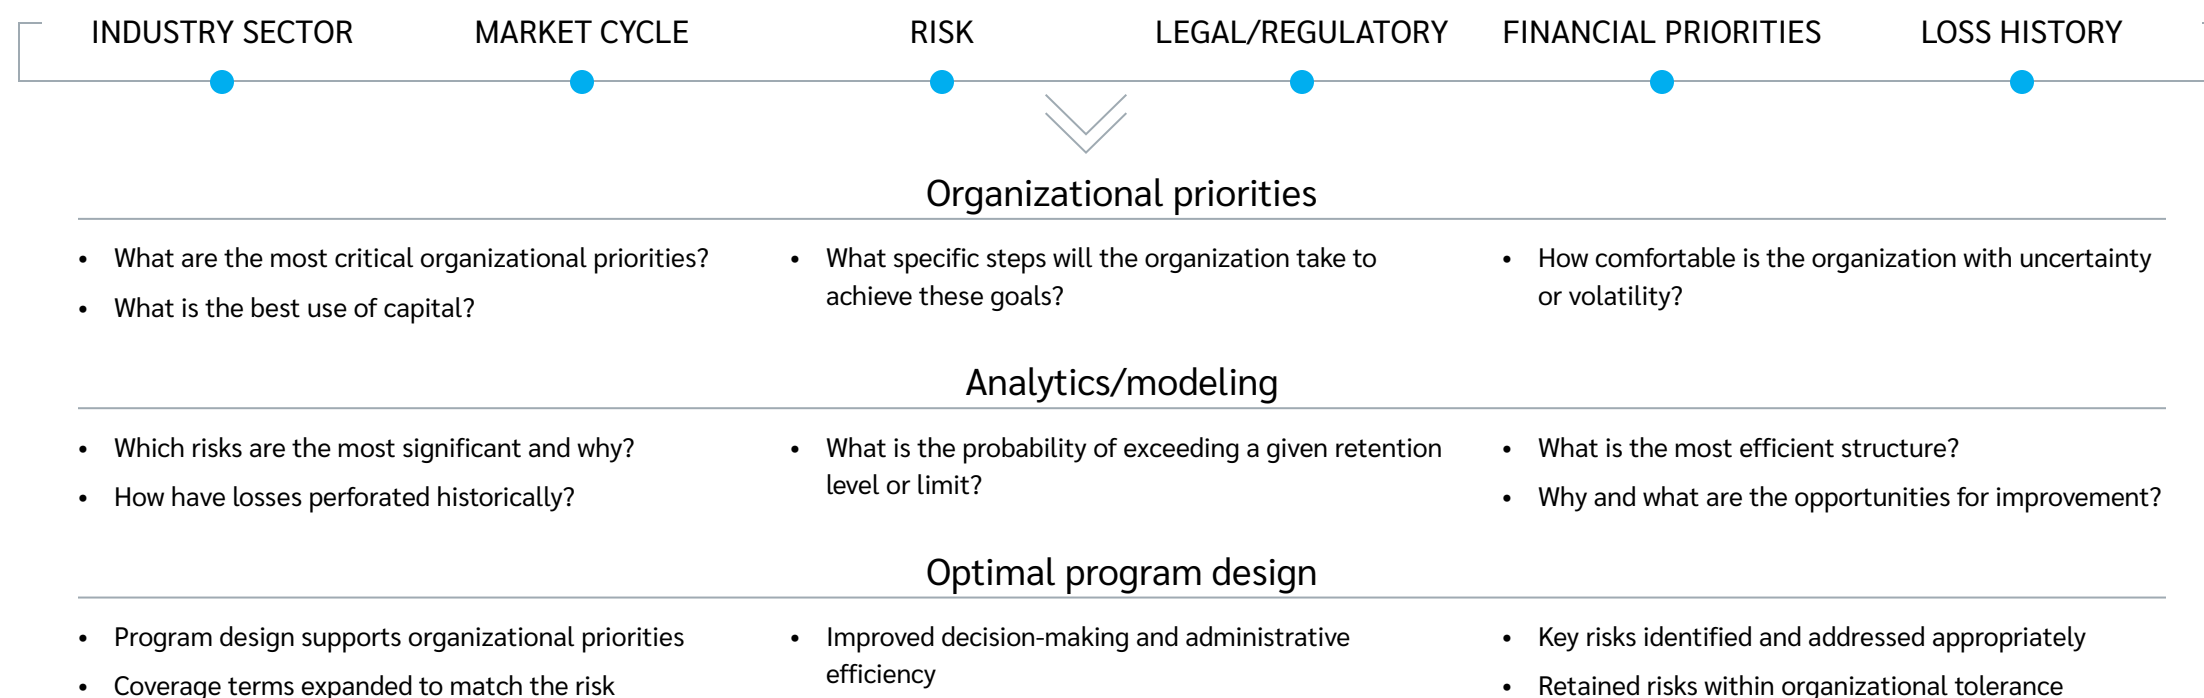 INDUSTRY SECTOR
MARKET CYCLE
RISK
LEGAL/REGULATORY
FINANCIAL PRIORITIES
LOSS HISTORY
Organizational priorities
• What are the most critical organizational priorities?
• What is the best use of capital?
• What specific steps will the organization take to
achieve these goals?
• How comfortable is the organization with uncertainty
or volatility?
Analytics/modeling
• Which risks are the most significant and why?
• How have losses perforated historically?
• What is the probability of exceeding a given retention
level or limit?
• What is the most efficient structure?
• Why and what are the opportunities for improvement?
Optimal program design
• Program design supports organizational priorities
• Coverage terms expanded to match the risk
• Improved decision-making and administrative
efficiency
• Key risks identified and addressed appropriately
• Retained risks within organizational tolerance